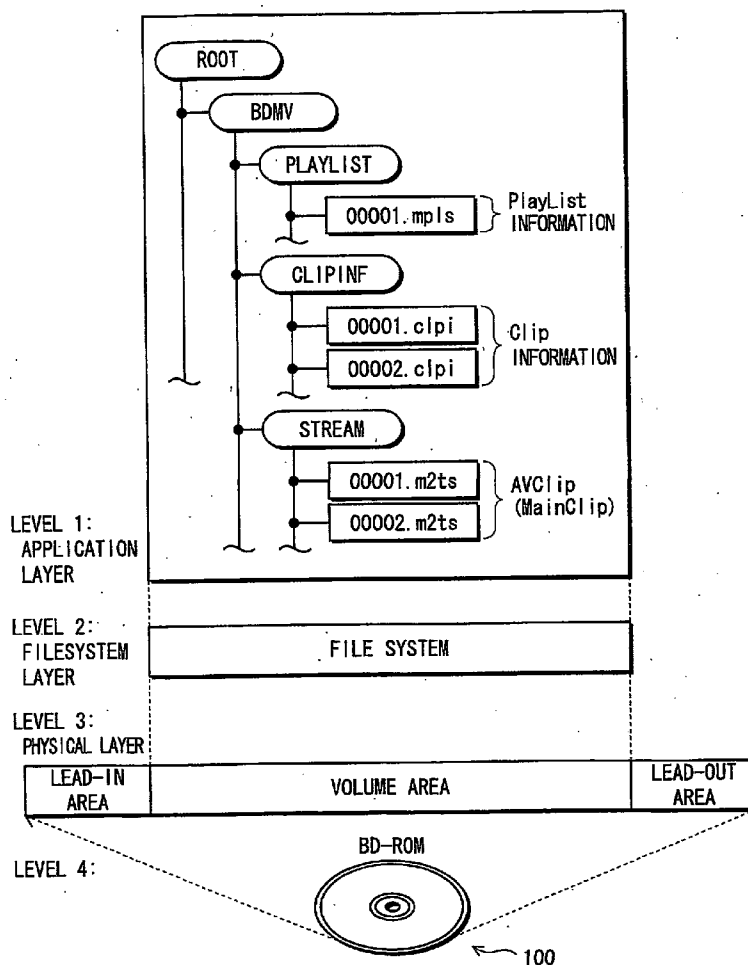 ROOT
BDMV
PLAYLIST
00001.mpls
PlayList
INFORMATION
CLIPINF
00001.clpi
00002.clpi
Clip
INFORMATION
STREAM
00001.m2ts
00002.m2ts
AVClip
(MainClip)
LEVEL 1:
APPLICATION
LAYER
LEVEL 2:
FILESYSTEM
LAYER
FILE SYSTEM
LEVEL 3:
PHYSICAL LAYER
LEAD-IN
AREA
VOLUME AREA
LEAD-OUT
AREA
LEVEL 4:
BD-ROM
100